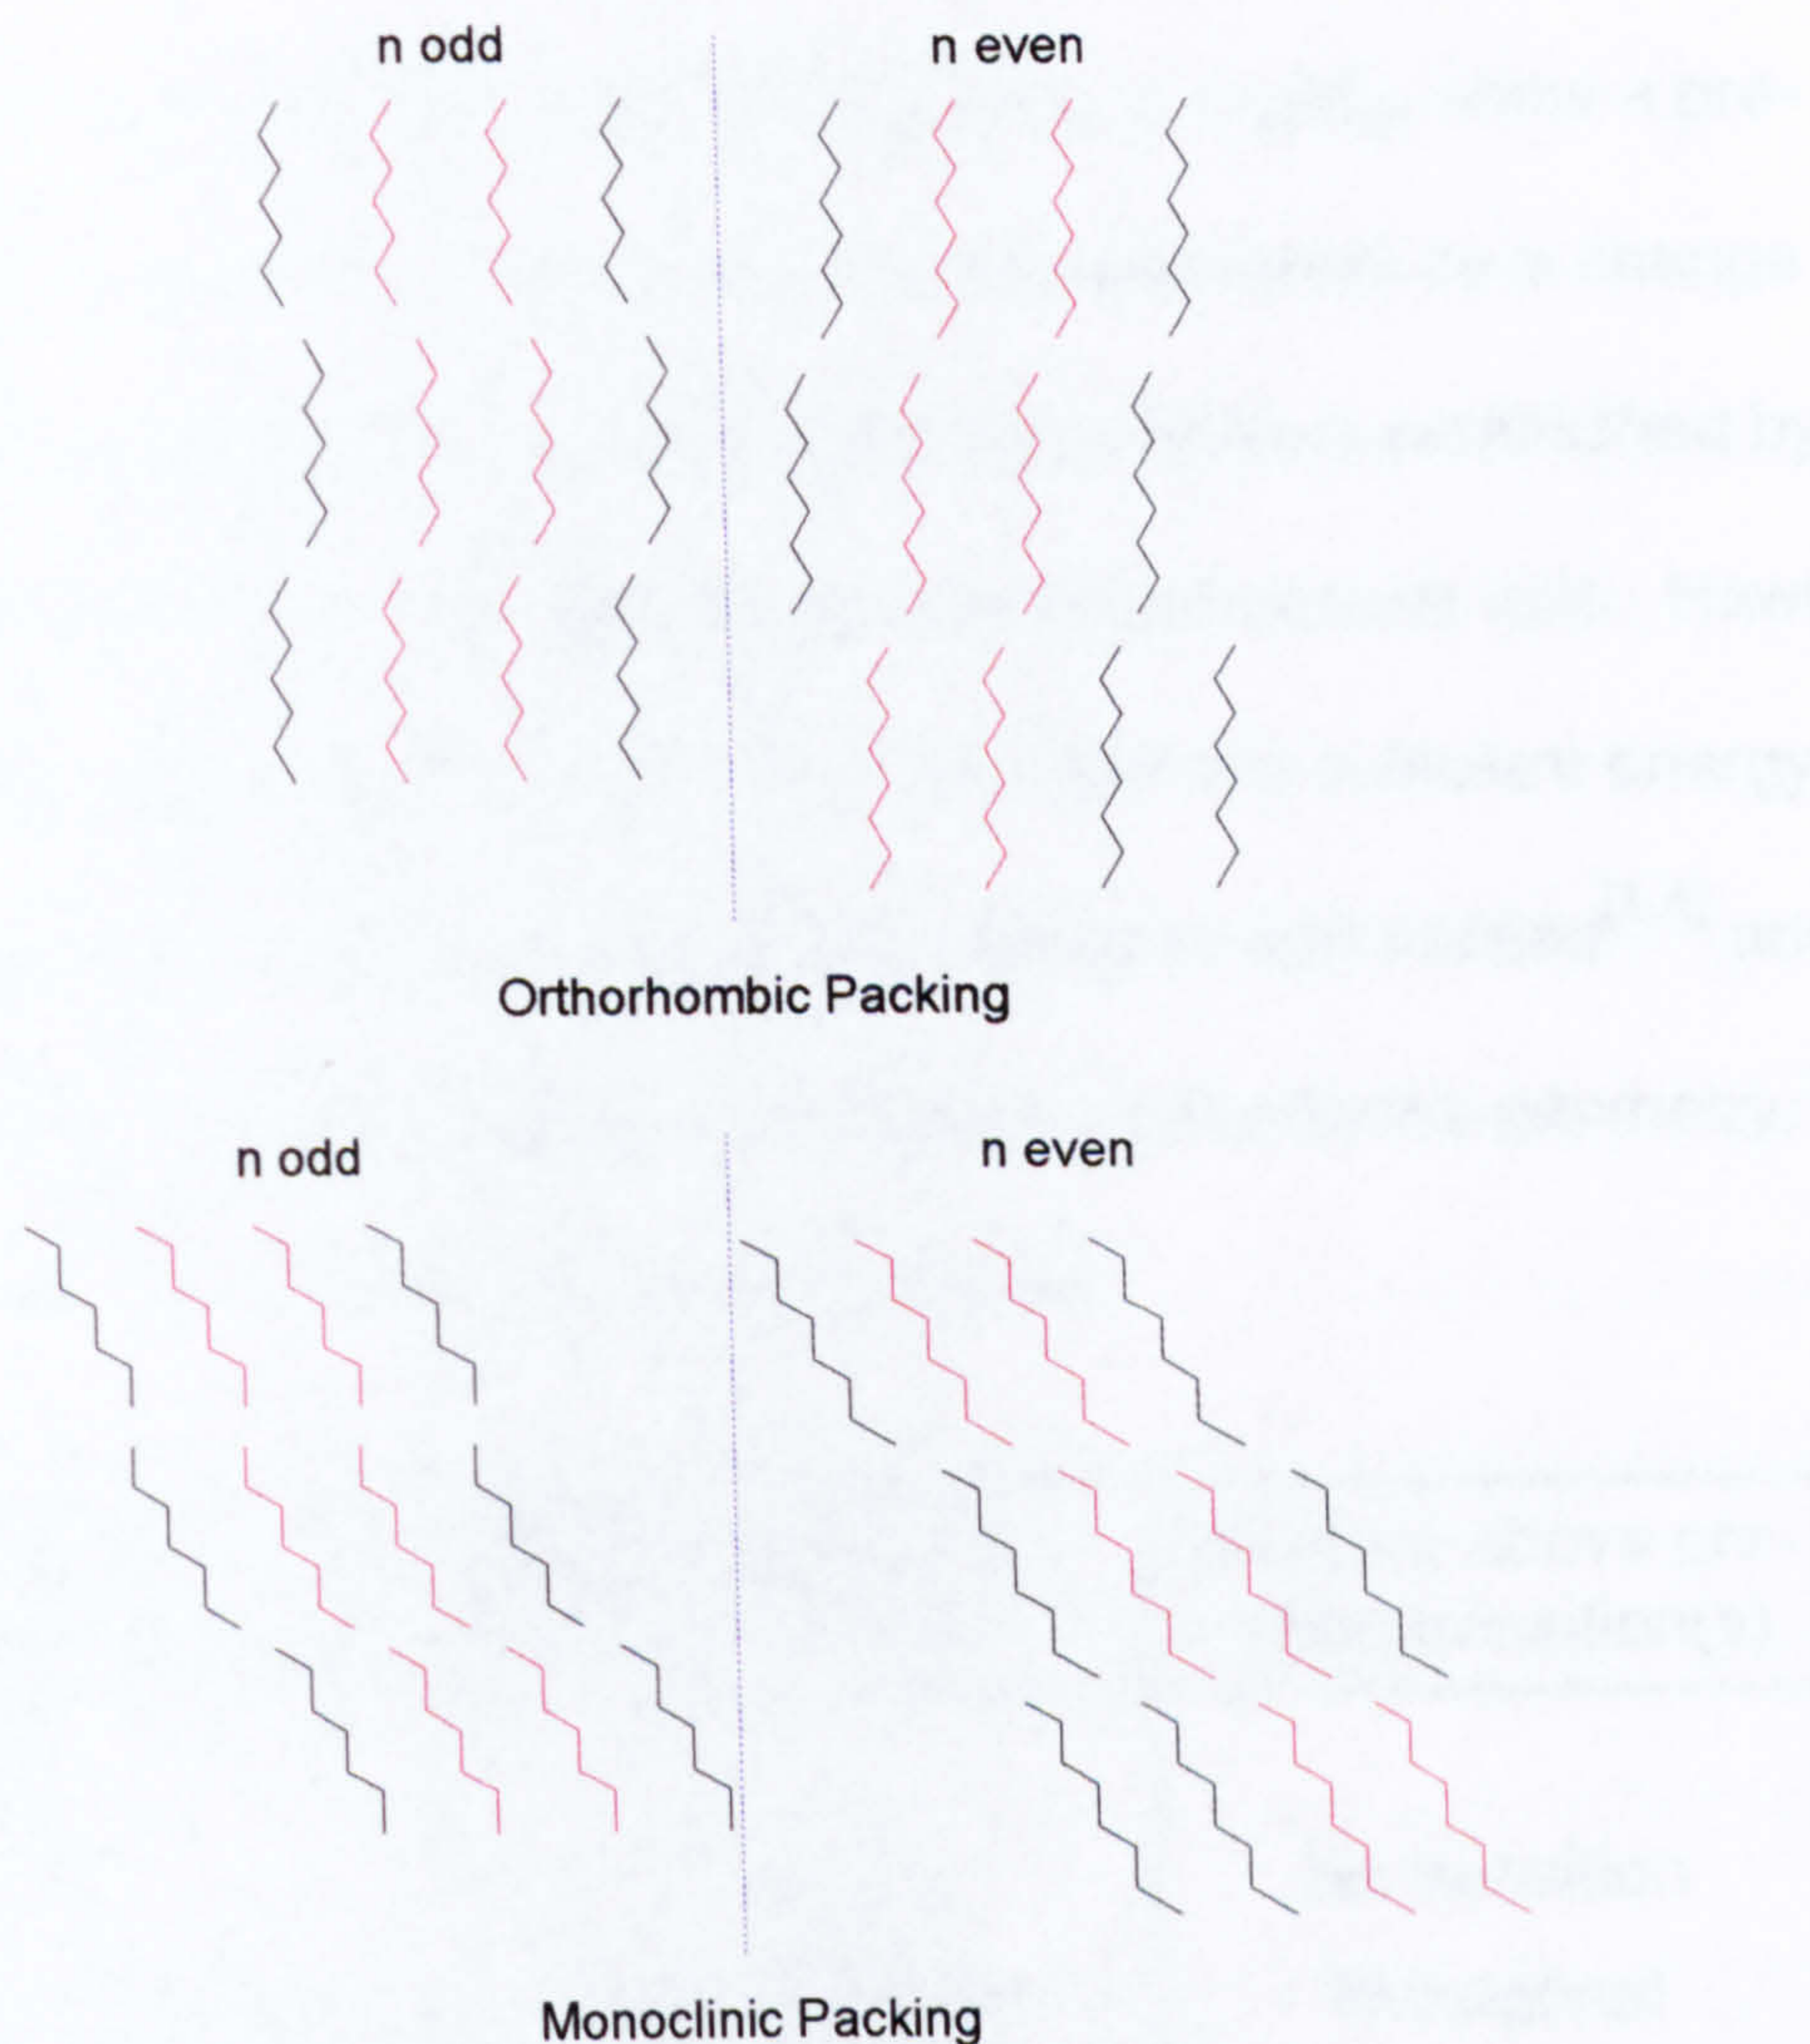 n odd
n even
Orthorhombic Packing
n odd
n even
Monoclinic Packing